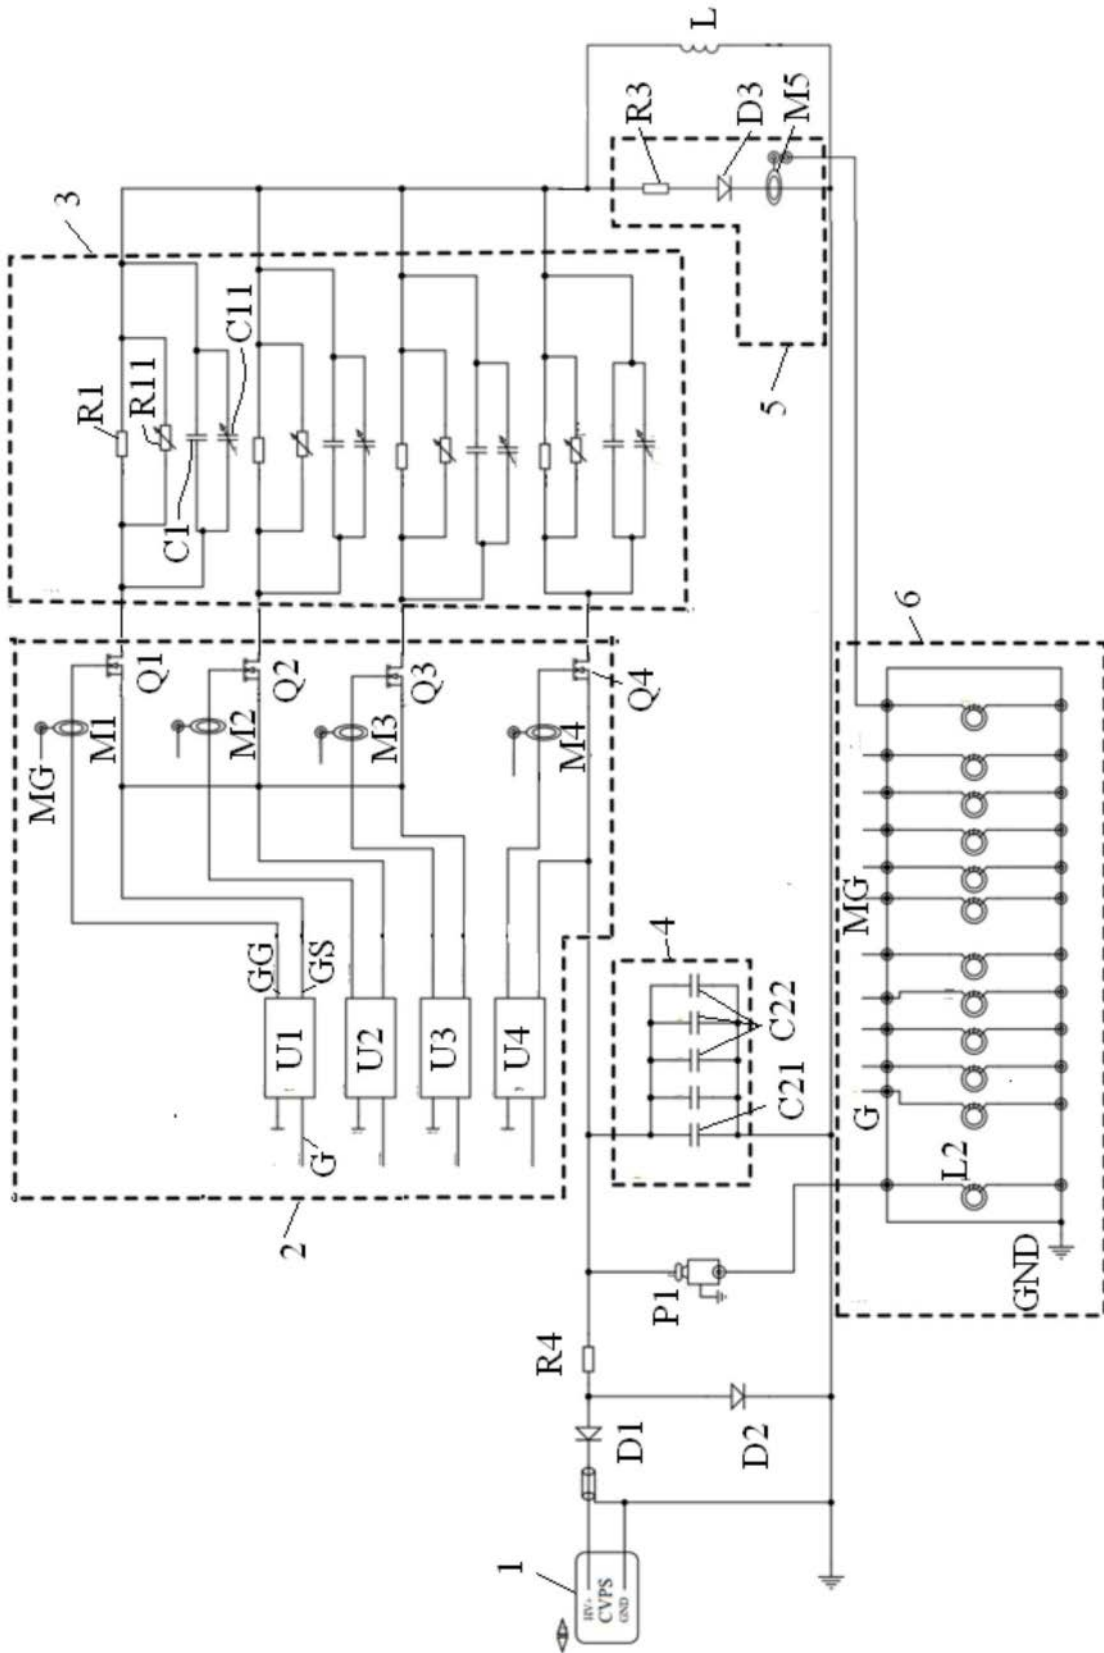 L
R3
D3
M5
3
R1
R11
C1
C11
5
6
MG
M1
Q1
M2
Q2
M3
Q3
M4
Q4
GG
GS
U1
U2
U3
U4
G
2
4
C22
C21
MG
G
L2
GND
P1
R4
D1
D2
1
HV+
CVPS
GND